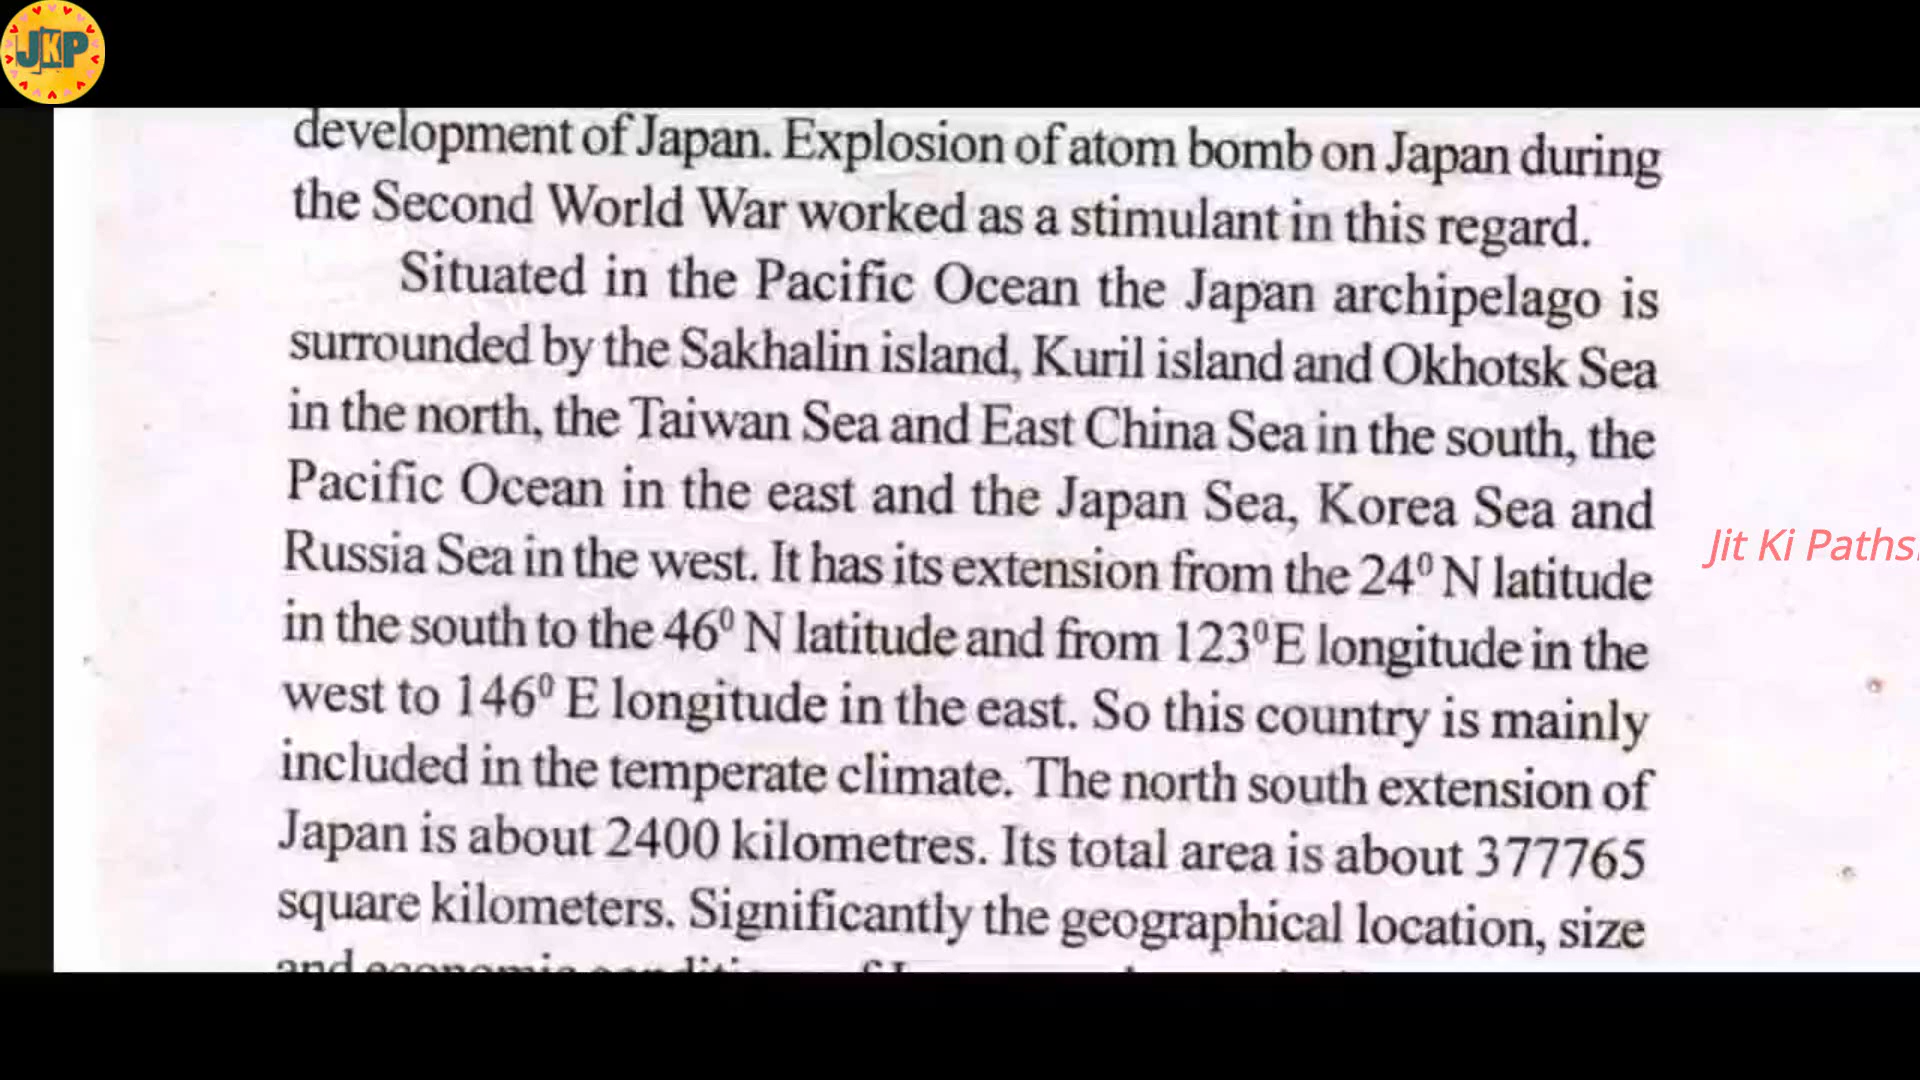 JKP
development of Japan. Explosion of atom bomb on Japan during
the Second World War worked as a stimulant in this regard.
Situated in the Pacific Ocean the Japan archipelago is
surrounded by the Sakhalin island, Kuril island and Okhotsk Sea
in the north, the Taiwan Sea and East China Sea in the south, the
Pacific Ocean in the east and the Japan Sea, Korea Sea and
Russia Sea in the west. It has its extension from the 24⁰ N latitude
in the south to the 46⁰ N latitude and from 123⁰E longitude in the
west to 146⁰ E longitude in the east. So this country is mainly
included in the temperate climate. The north south extension of
Japan is about 2400 kilometres. Its total area is about 377765
square kilometers. Significantly the geographical location, size
and economic
Jit Ki Paths